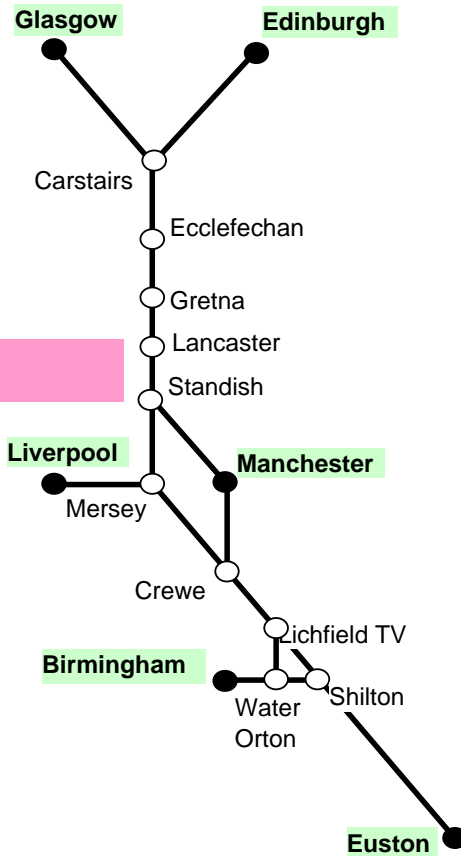 Glasgow
Edinburgh
Carstairs
Ecclefechan
Gretna
Lancaster
Standish
Liverpool
Manchester
Mersey
Crewe
Lichfield TV
Birmingham
Shilton
Water
Orton
Euston